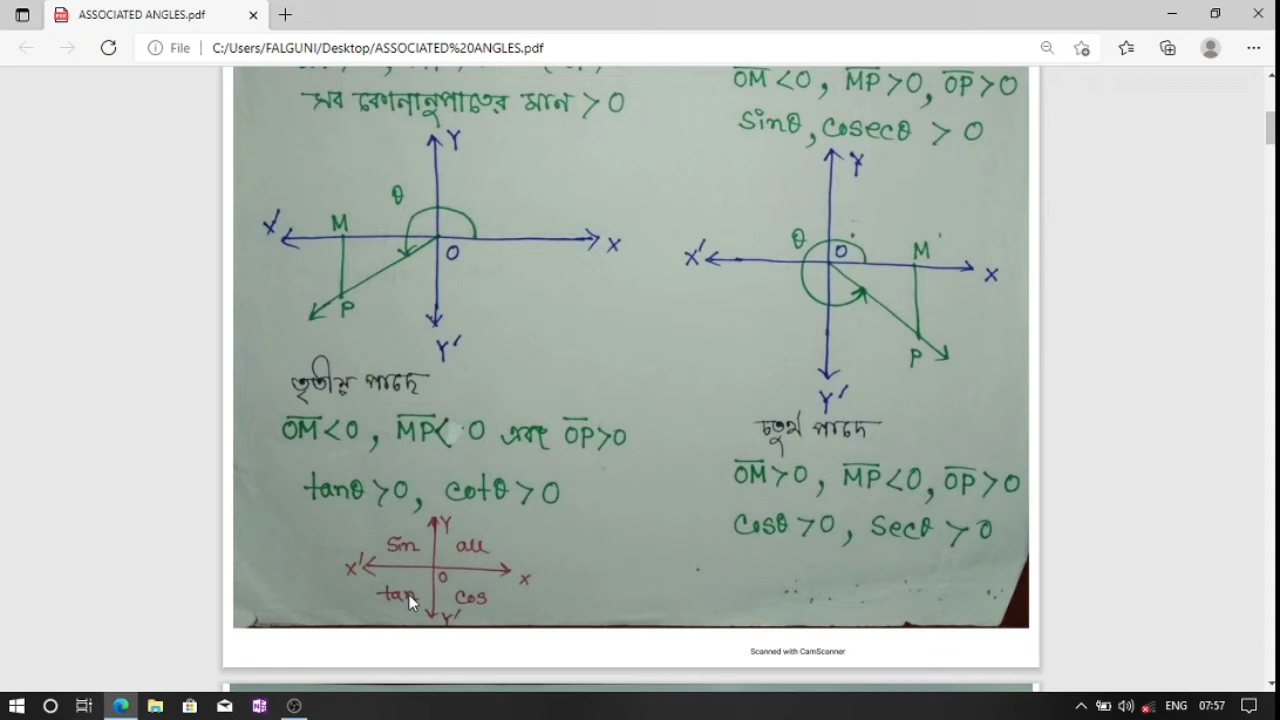 ASSOCIATED ANGLES.pdf
File C:/Users/FALGUNI/Desktop/ASSOCIATED%20ANGLES.pdf
সব কোনানুপাতের মান > 0
Y
θ
M
X'
X
O
P
Y'
তৃতীয় পাদে
OM < 0, MP < 0 এবং OP > 0
tanθ > 0, cotθ > 0
Y
sin all
X' O X
tan cos
Y'
OM < 0, MP > 0, OP > 0
sinθ, cosecθ > 0
Y
θ O M
X'
X
P
Y'
চতুর্থ পাদে
OM > 0, MP < 0, OP > 0
Cosθ > 0, Secθ > 0
Scanned with CamScanner
ENG 07:57